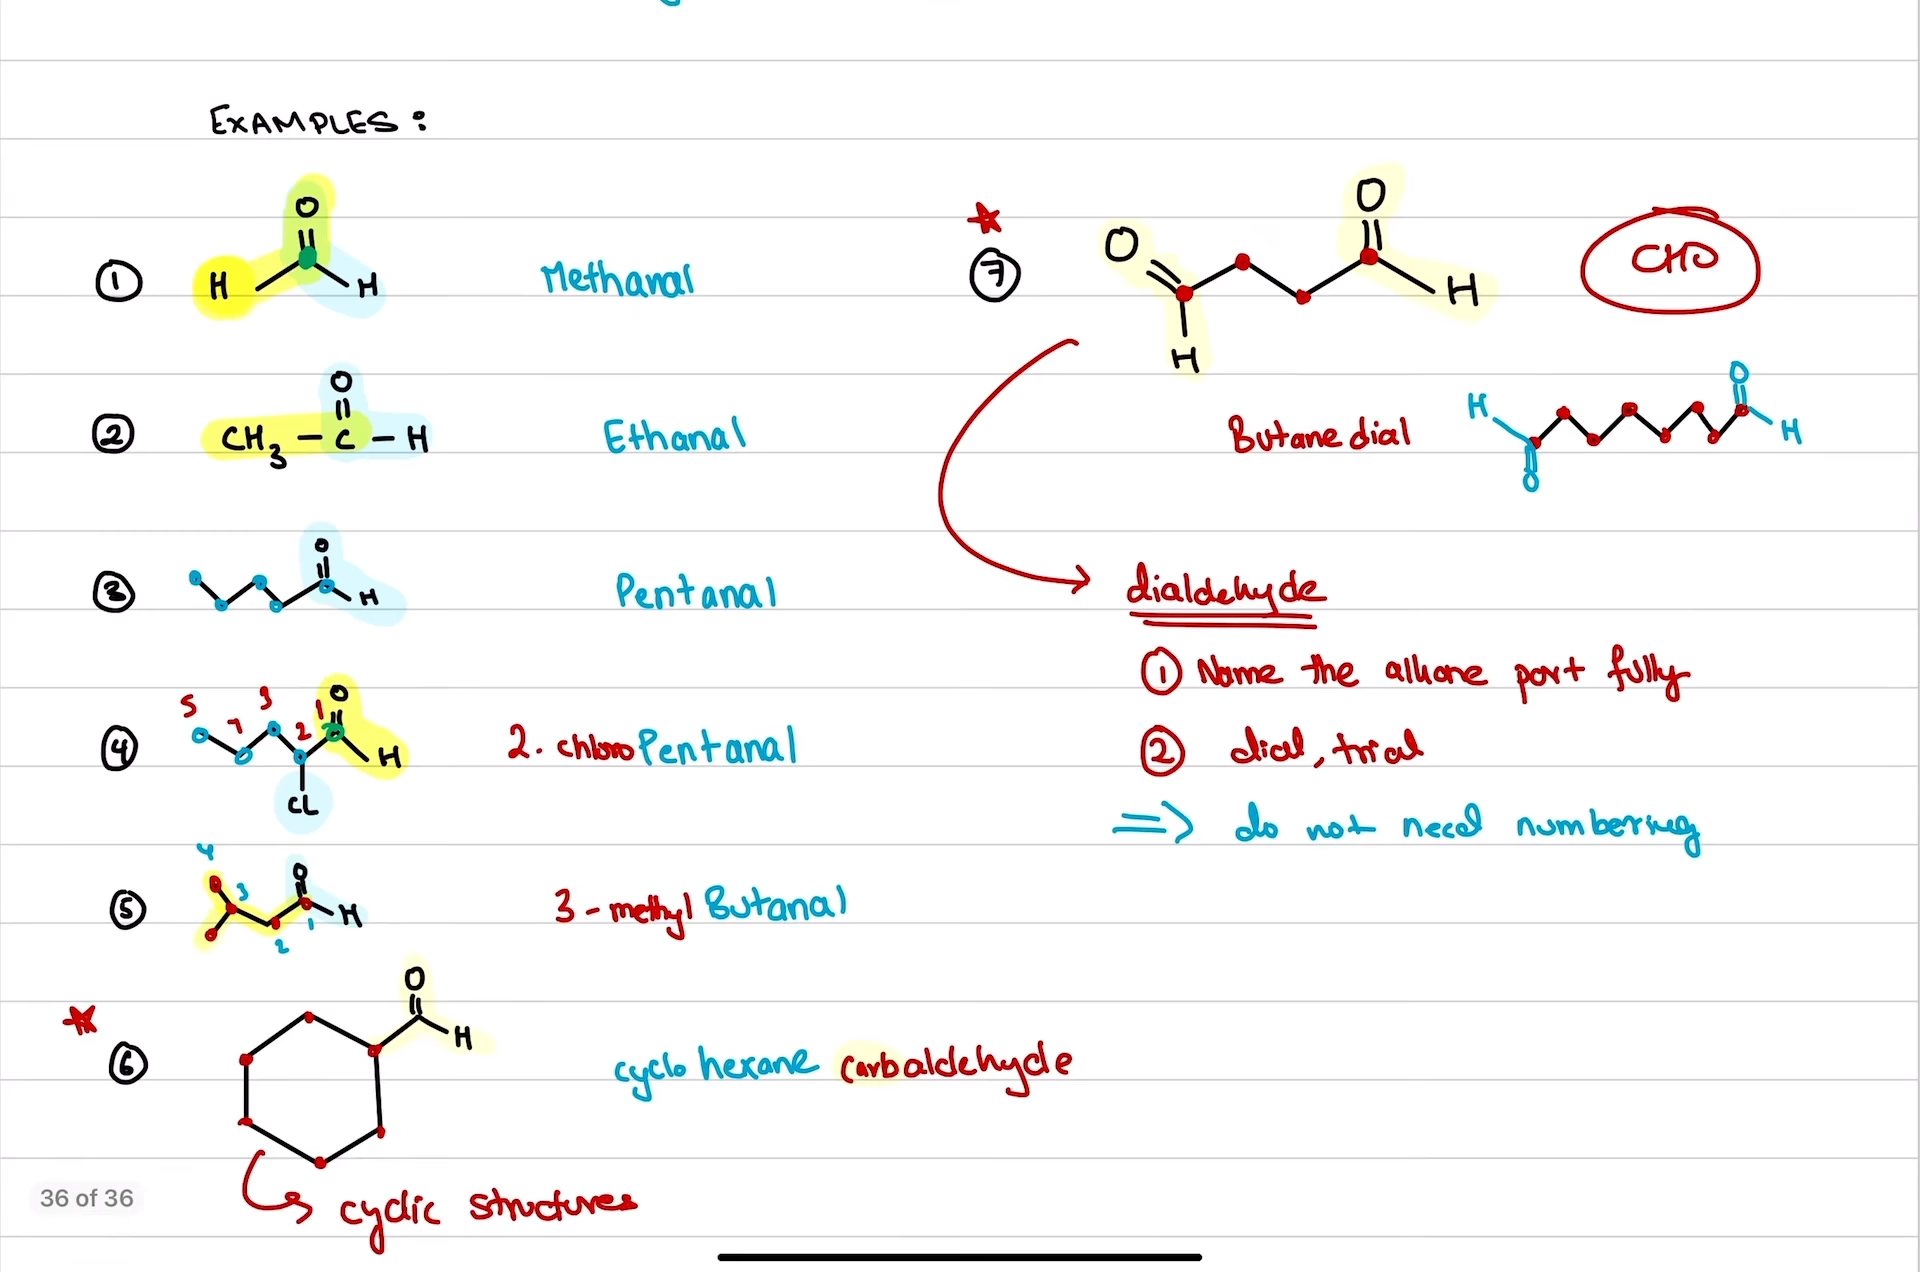 EXAMPLES:
① O
H H Methanal
② O
CH3 - C - H Ethanal
③ O
H Pentanal
④ 5 4 3 2 1 O
H 2. chloro Pentanal
CL
⑤ 4 3 2 1 O
H 3 - methyl Butanal
⑥ O
H cyclo hexane carbaldehyde
cyclic structures
⑦ O O
H H
CHO
Butane dial
H O
O H
dialdehyde
① Name the alkane part fully
② dial, trial
=> do not need numbering
36 of 36